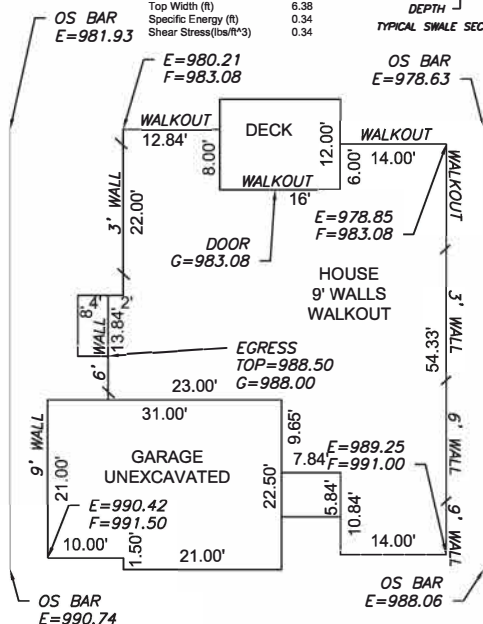 Top Width (ft) 6.38
Specific Energy (ft) 0.34
Shear Stress(lbs/ft^3) 0.34
DEPTH
TYPICAL SWALE SEC
OS BAR
E=981.93
E=980.21
F=983.08
OS BAR
E=978.63
WALKOUT
12.84'
DECK
8.00'
12.00'
WALKOUT
16'
WALKOUT
14.00'
6.00'
WALKOUT
3' WALL
22.00'
DOOR
G=983.08
E=978.85
F=983.08
HOUSE
9' WALLS
WALKOUT
3' WALL
54.33'
8'
4'
2'
13.84'
6' WALL
EGRESS
TOP=988.50
G=988.00
23.00'
31.00'
9' WALL
21.00'
GARAGE
UNEXCAVATED
22.50'
9.65'
7.84'
5.84'
10.84'
E=989.25
F=991.00
6' WALL
9' WALL
E=990.42
F=991.50
10.00'
1.50'
21.00'
14.00'
OS BAR
E=990.74
OS BAR
E=988.06